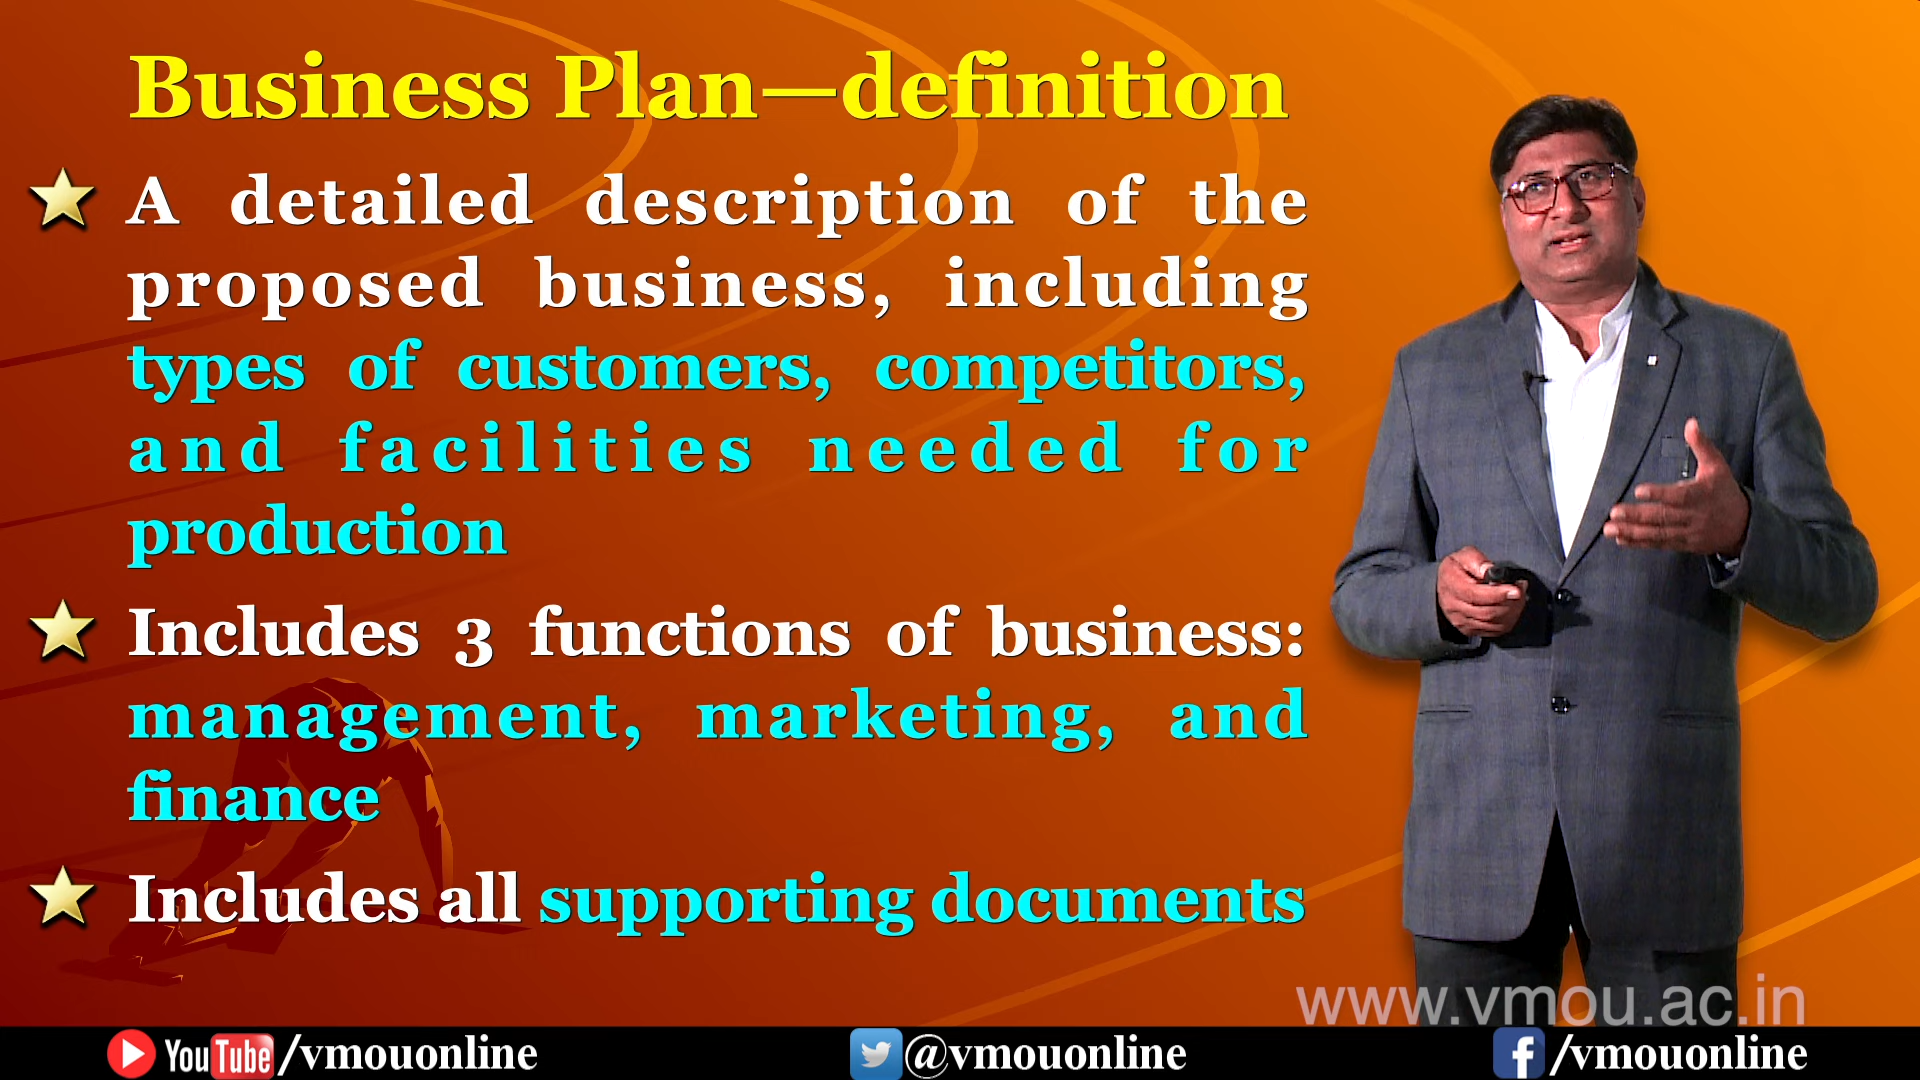 Business Plan—definition
A detailed description of the
proposed business, including
types of customers, competitors,
and facilities needed for
production
Includes 3 functions of business:
management, marketing, and
finance
Includes all supporting documents
www.vmou.ac.in
YouTube /vmouonline
@vmouonline
f /vmouonline